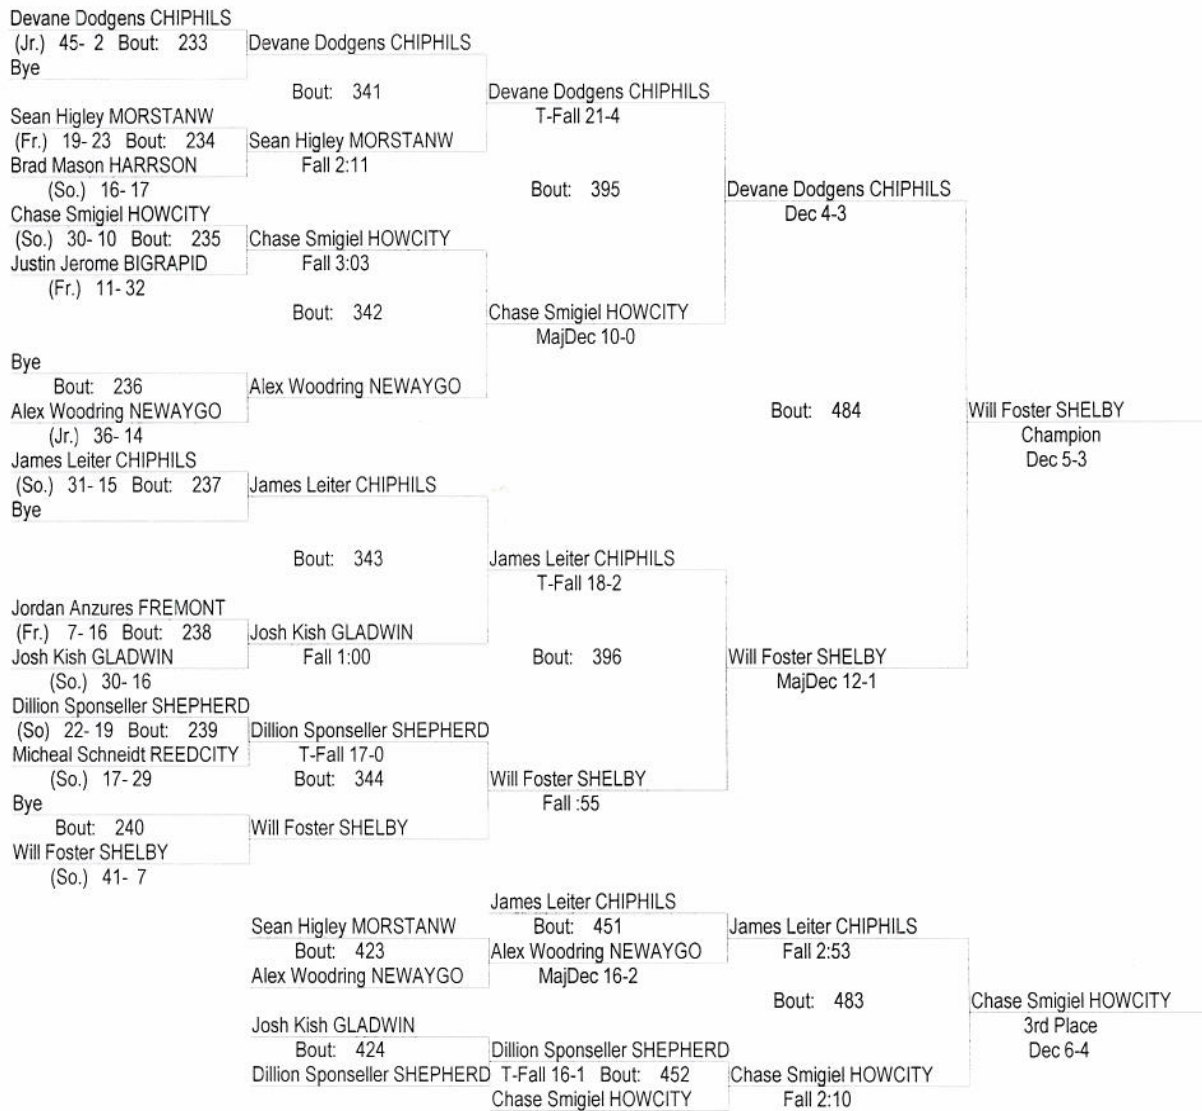 Devane Dodgens CHIPHILS
(Jr.) 45- 2 Bout: 233
Bye
Devane Dodgens CHIPHILS
Bout: 341
Sean Higley MORSTANW
(Fr.) 19- 23 Bout: 234
Brad Mason HARRSON
(So.) 16- 17
Sean Higley MORSTANW
Fall 2:11
Devane Dodgens CHIPHILS
T-Fall 21-4
Bout: 395
Chase Smigiel HOWCITY
(So.) 30- 10 Bout: 235
Justin Jerome BIGRAPID
(Fr.) 11- 32
Chase Smigiel HOWCITY
Fall 3:03
Bout: 342
Bye
Bout: 236
Alex Woodring NEWAYGO
(Jr.) 36- 14
Alex Woodring NEWAYGO
Chase Smigiel HOWCITY
MajDec 10-0
Devane Dodgens CHIPHILS
Dec 4-3
Bout: 484
James Leiter CHIPHILS
(So.) 31- 15 Bout: 237
Bye
James Leiter CHIPHILS
Bout: 343
Jordan Anzures FREMONT
(Fr.) 7- 16 Bout: 238
Josh Kish GLADWIN
(So.) 30- 16
Josh Kish GLADWIN
Fall 1:00
James Leiter CHIPHILS
T-Fall 18-2
Bout: 396
Dillion Sponseller SHEPHERD
(So) 22- 19 Bout: 239
Micheal Schneidt REEDCITY
(So.) 17- 29
Dillion Sponseller SHEPHERD
T-Fall 17-0
Bout: 344
Bye
Bout: 240
Will Foster SHELBY
(So.) 41- 7
Will Foster SHELBY
Will Foster SHELBY
Fall :55
Will Foster SHELBY
MajDec 12-1
Will Foster SHELBY
Champion
Dec 5-3
Sean Higley MORSTANW
Bout: 423
Alex Woodring NEWAYGO
James Leiter CHIPHILS
Bout: 451
Alex Woodring NEWAYGO
MajDec 16-2
James Leiter CHIPHILS
Fall 2:53
Bout: 483
Josh Kish GLADWIN
Bout: 424
Dillion Sponseller SHEPHERD
Dillion Sponseller SHEPHERD
T-Fall 16-1 Bout: 452
Chase Smigiel HOWCITY
Chase Smigiel HOWCITY
Fall 2:10
Chase Smigiel HOWCITY
3rd Place
Dec 6-4